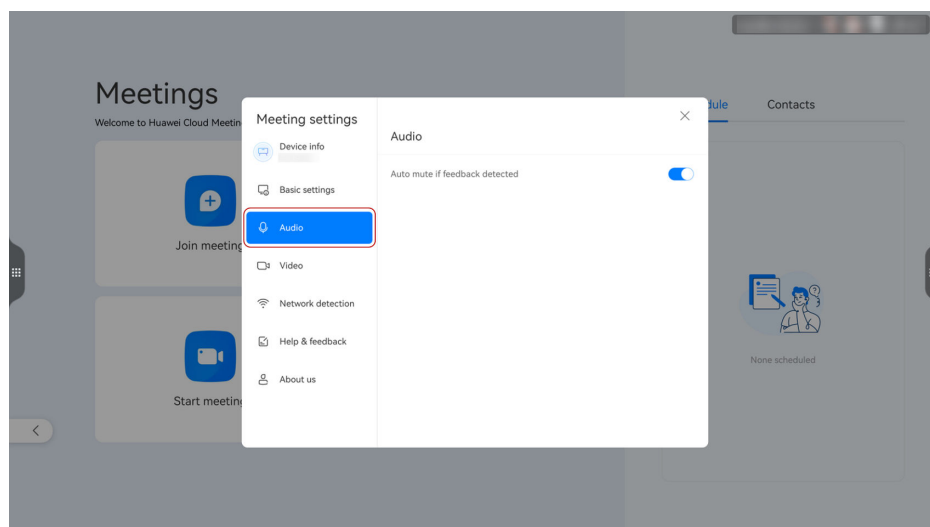 Meetings
Welcome to Huawei Cloud Meetin
Join meeting
Start meeting
Meeting settings
Device info
Basic settings
Audio
Video
Network detection
Help & feedback
About us
Audio
Auto mute if feedback detected
dule
Contacts
None scheduled